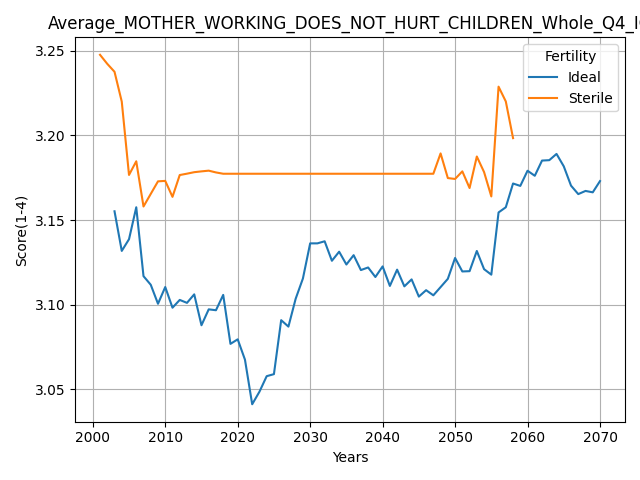 Average_MOTHER_WORKING_DOES_NOT_HURT_CHILDREN_Whole_Q4_I
Fertility
Ideal
Sterile
Score(1-4)
3.25
3.20
3.15
3.10
3.05
2000 2010 2020 2030 2040 2050 2060 2070
Years